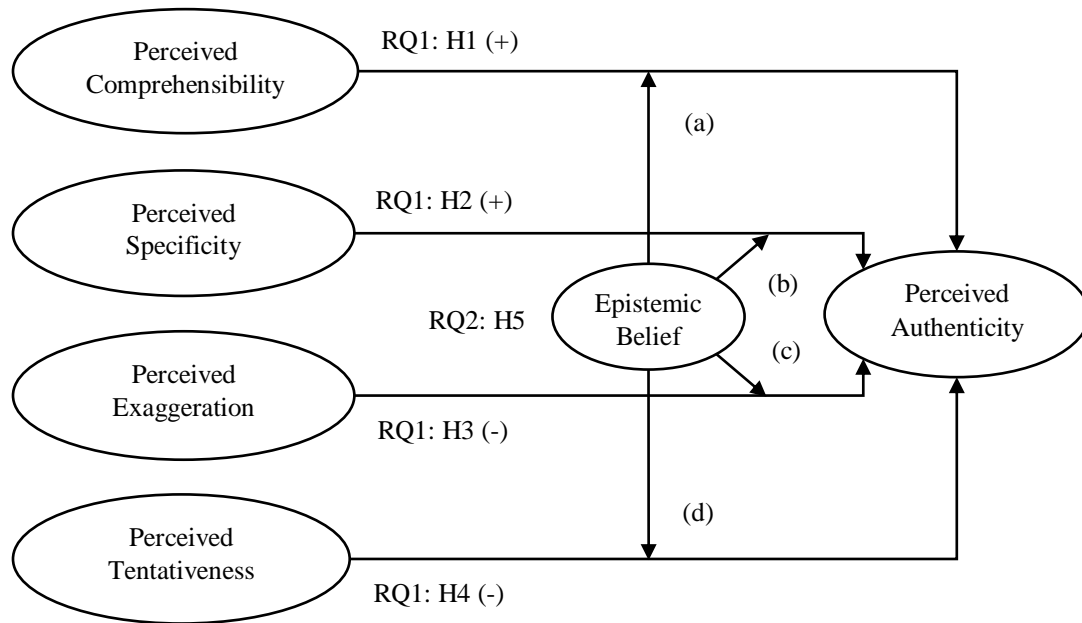 RQ1: H1 (+)
Perceived
Comprehensibility
(a)
RQ1: H2 (+)
Perceived
Specificity
(b)
RQ2: H5
Epistemic
Belief
Perceived
Authenticity
(c)
Perceived
Exaggeration
RQ1: H3 (-)
(d)
Perceived
Tentativeness
RQ1: H4 (-)